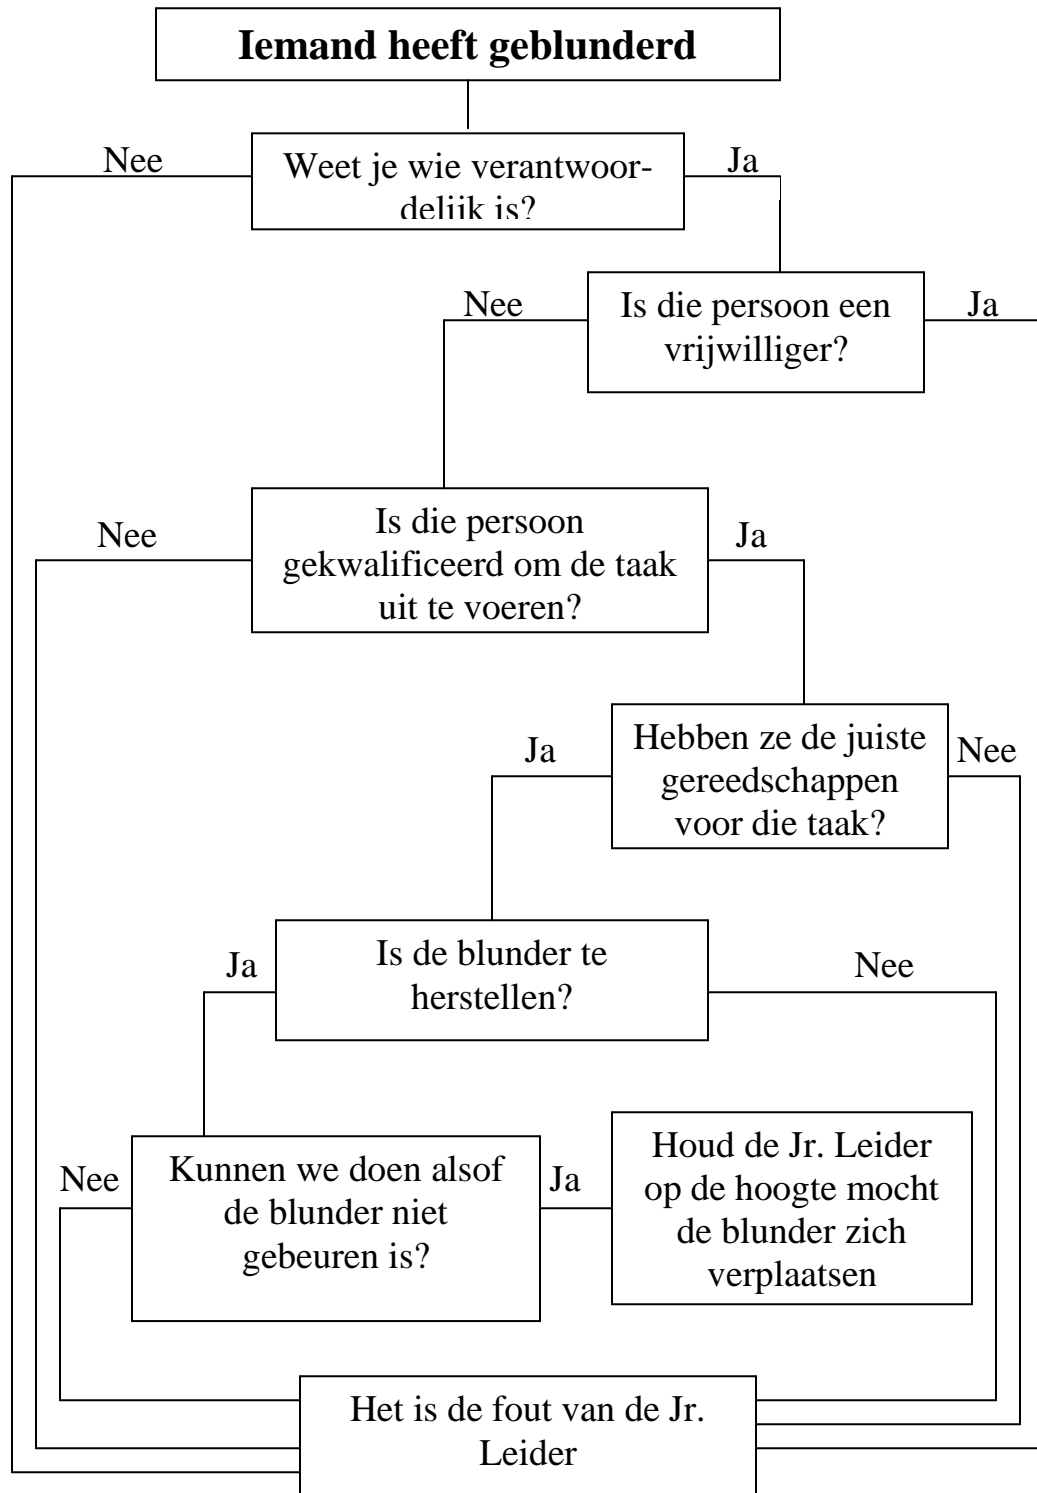 Iemand heeft geblunderd
Nee
Weet je wie verantwoor-
delijk is?
Ja
Nee
Is die persoon een
vrijwilliger?
Ja
Nee
Is die persoon
gekwalificeerd om de taak
uit te voeren?
Ja
Ja
Hebben ze de juiste
gereedschappen
voor die taak?
Nee
Ja
Is de blunder te
herstellen?
Nee
Nee
Kunnen we doen alsof
de blunder niet
gebeuren is?
Ja
Houd de Jr. Leider
op de hoogte mocht
de blunder zich
verplaatsen
Het is de fout van de Jr.
Leider